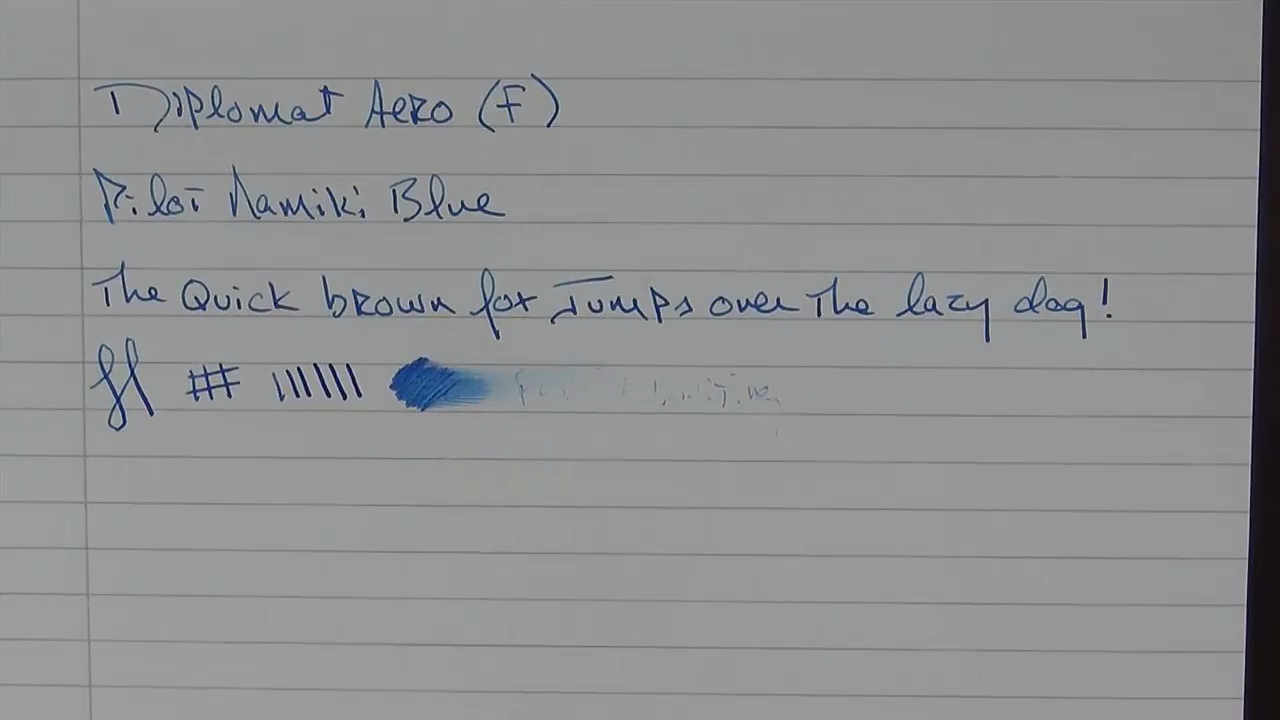 Diplomat Aero (F)
Pilot Namiki Blue
The Quick brown fox Jumps over The lazy dog!